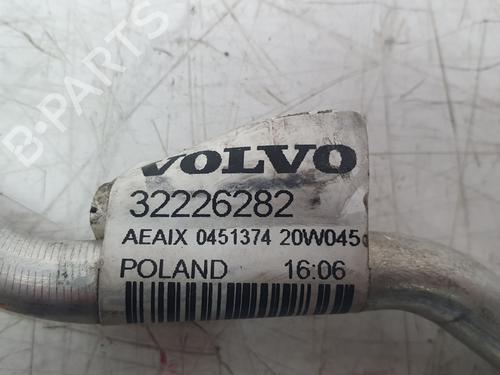 B-PARTS
VOLVO
32226282
AEAIX 0451374 20W045
POLAND 16:06